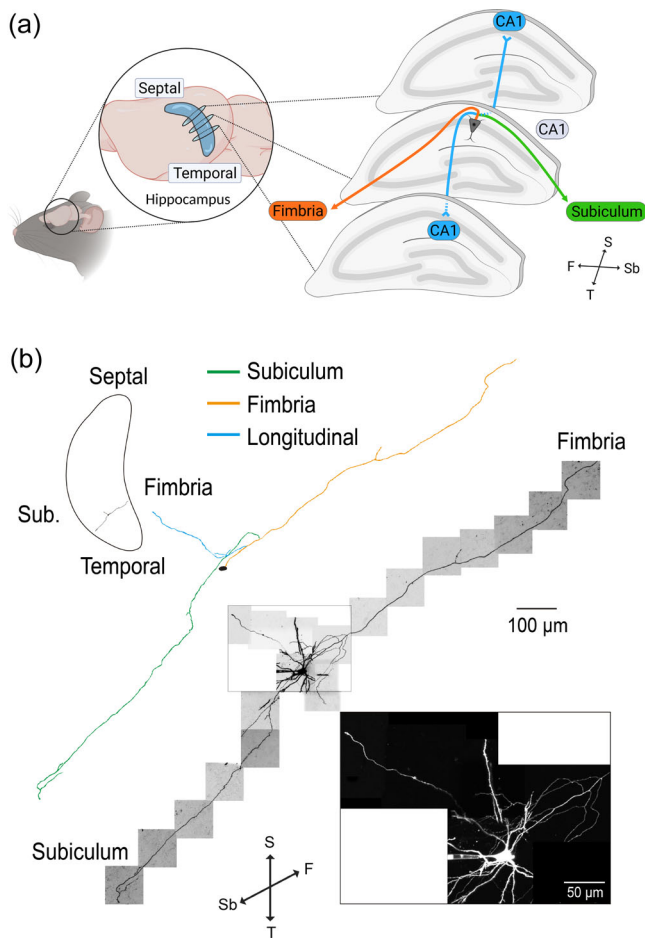 (a)
Septal
Temporal
Hippocampus
CA1
CA1
Fimbria
CA1
Subiculum
S
F
Sb
T
(b)
Septal
Subiculum
Fimbria
Longitudinal
Fimbria
Fimbria
Sub.
Temporal
100 µm
Subiculum
S
F
Sb
T
50 µm